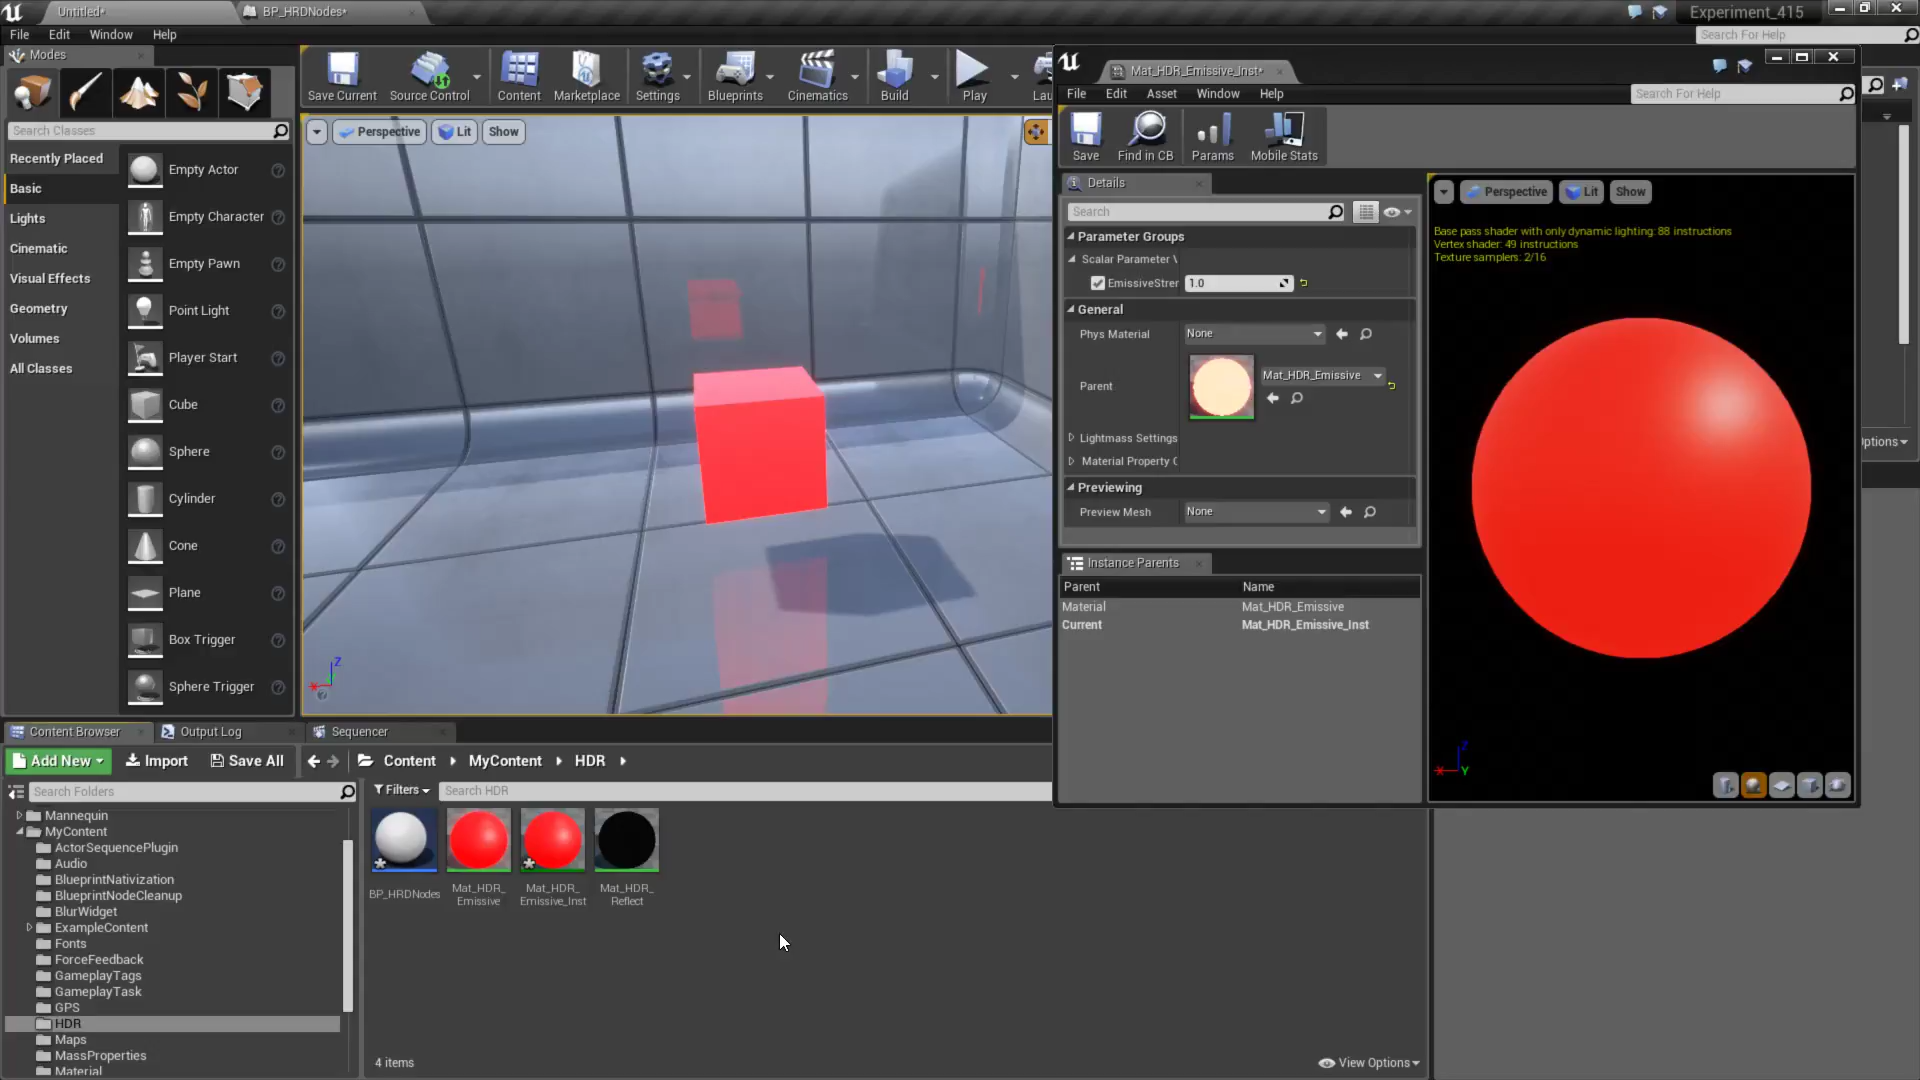 Untitled*
BP_HRDNodes*
Experiment_415
File Edit Window Help
Search For Help
Modes
Search Classes
Recently Placed
Basic
Lights
Cinematic
Visual Effects
Geometry
Volumes
All Classes
Empty Actor
Empty Character
Empty Pawn
Point Light
Player Start
Cube
Sphere
Cylinder
Cone
Plane
Box Trigger
Sphere Trigger
Save Current
Source Control
Content
Marketplace
Settings
Blueprints
Cinematics
Build
Play
Lau
Perspective Lit Show
Z
Mat_HDR_Emissive_Inst*
File Edit Asset Window Help
Search For Help
Save
Find in CB
Params
Mobile Stats
Details
Search
Parameter Groups
Scalar Parameter V
EmissiveStrer 1.0
General
Phys Material None
Parent Mat_HDR_Emissive
Lightmass Settings
Material Property C
Previewing
Preview Mesh None
Instance Parents
Parent Name
Material Mat_HDR_Emissive
Current Mat_HDR_Emissive_Inst
Perspective Lit Show
Base pass shader with only dynamic lighting: 88 instructions
Vertex shader: 49 instructions
Texture samplers: 2/16
Z
Y
ptions
Content Browser
Output Log
Sequencer
Add New Import Save All Content MyContent HDR
Search Folders
Filters
Search HDR
Mannequin
MyContent
ActorSequencePlugin
Audio
BlueprintNativization
BlueprintNodeCleanup
BlurWidget
ExampleContent
Fonts
ForceFeedback
GameplayTags
GameplayTask
GPS
HDR
Maps
MassProperties
Material
BP_HRDNodes
Mat_HDR_
Emissive
Mat_HDR_
Emissive_Inst
Mat_HDR_
Reflect
4 items
View Options